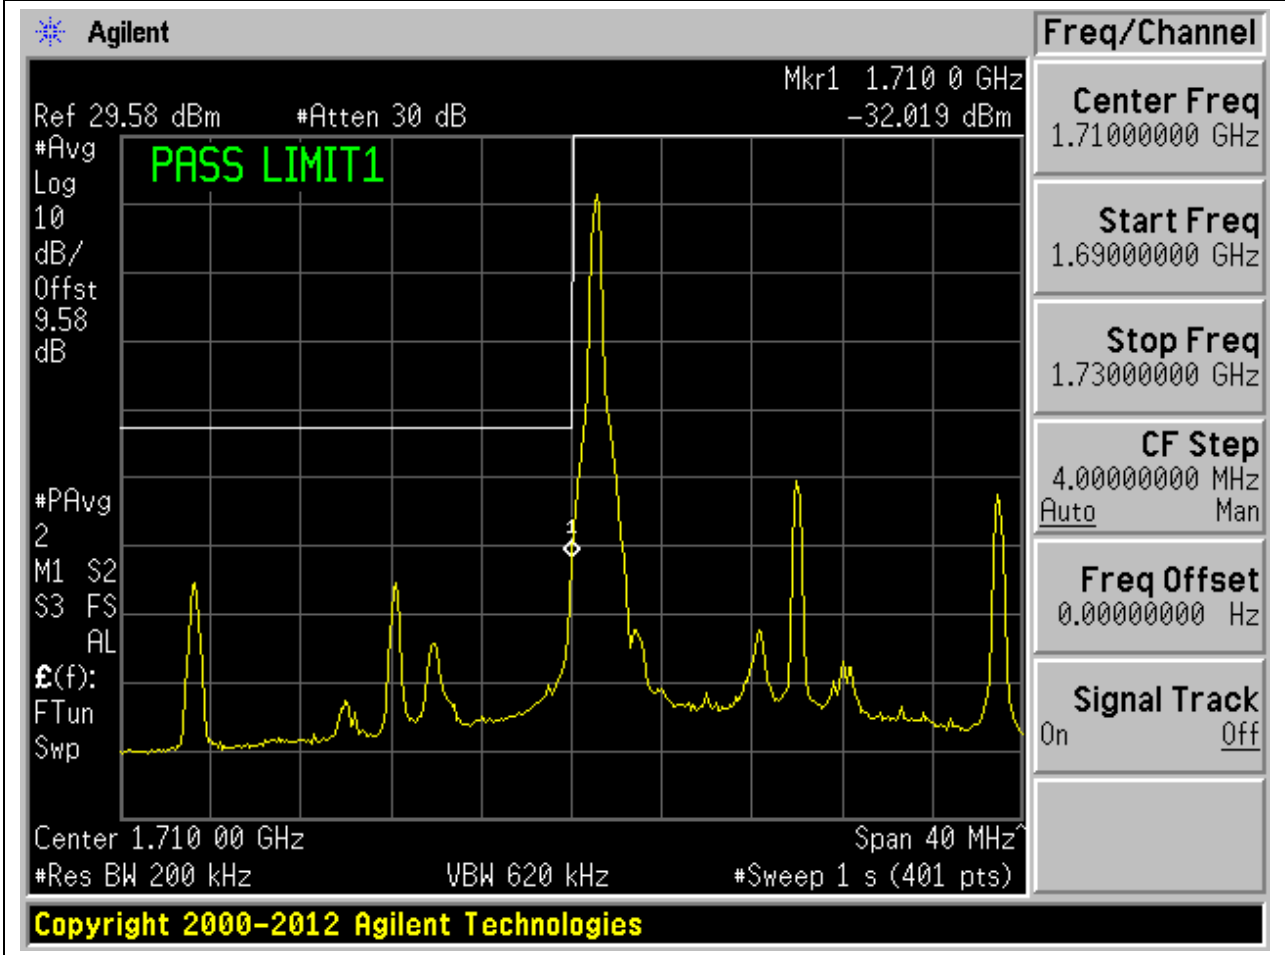 Agilent
Freq/Channel
Mkr1 1.710 0 GHz
Ref 29.58 dBm #Atten 30 dB -32.019 dBm
#Avg
Log
10
dB/
Offst
9.58
dB
PASS LIMIT1
#PAvg
2
M1 S2
S3 FS
AL
£(f):
FTun
Swp
1
Center 1.710 00 GHz Span 40 MHz^
#Res BW 200 kHz VBW 620 kHz #Sweep 1 s (401 pts)
Center Freq
1.71000000 GHz
Start Freq
1.69000000 GHz
Stop Freq
1.73000000 GHz
CF Step
4.00000000 MHz
Auto Man
Freq Offset
0.00000000 Hz
Signal Track
On Off
Copyright 2000-2012 Agilent Technologies